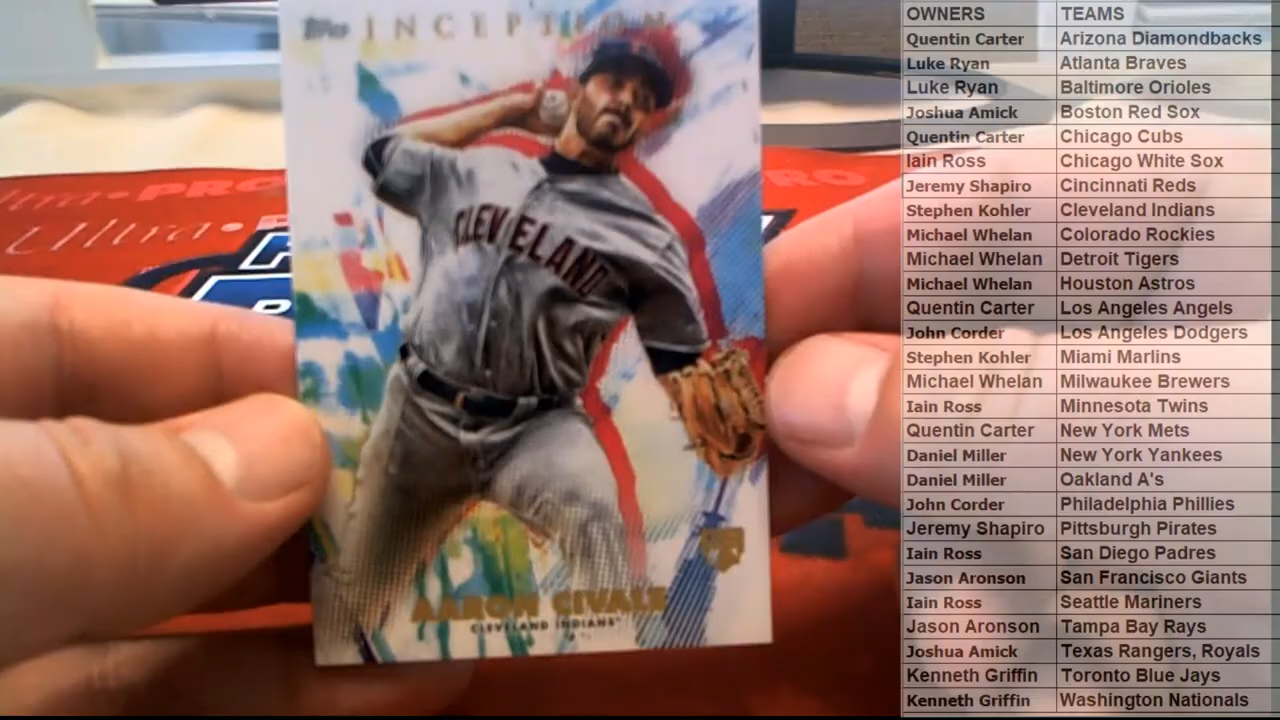 Topps INCEPTION
CLEVELAND
AARON CIVALE
CLEVELAND INDIANS
RC
Ultra PRO
Ultra
PRO
OWNERS TEAMS
Quentin Carter Arizona Diamondbacks
Luke Ryan Atlanta Braves
Luke Ryan Baltimore Orioles
Joshua Amick Boston Red Sox
Quentin Carter Chicago Cubs
Iain Ross Chicago White Sox
Jeremy Shapiro Cincinnati Reds
Stephen Kohler Cleveland Indians
Michael Whelan Colorado Rockies
Michael Whelan Detroit Tigers
Michael Whelan Houston Astros
Quentin Carter Los Angeles Angels
John Corder Los Angeles Dodgers
Stephen Kohler Miami Marlins
Michael Whelan Milwaukee Brewers
Iain Ross Minnesota Twins
Quentin Carter New York Mets
Daniel Miller New York Yankees
Daniel Miller Oakland A's
John Corder Philadelphia Phillies
Jeremy Shapiro Pittsburgh Pirates
Iain Ross San Diego Padres
Jason Aronson San Francisco Giants
Iain Ross Seattle Mariners
Jason Aronson Tampa Bay Rays
Joshua Amick Texas Rangers, Royals
Kenneth Griffin Toronto Blue Jays
Kenneth Griffin Washington Nationals